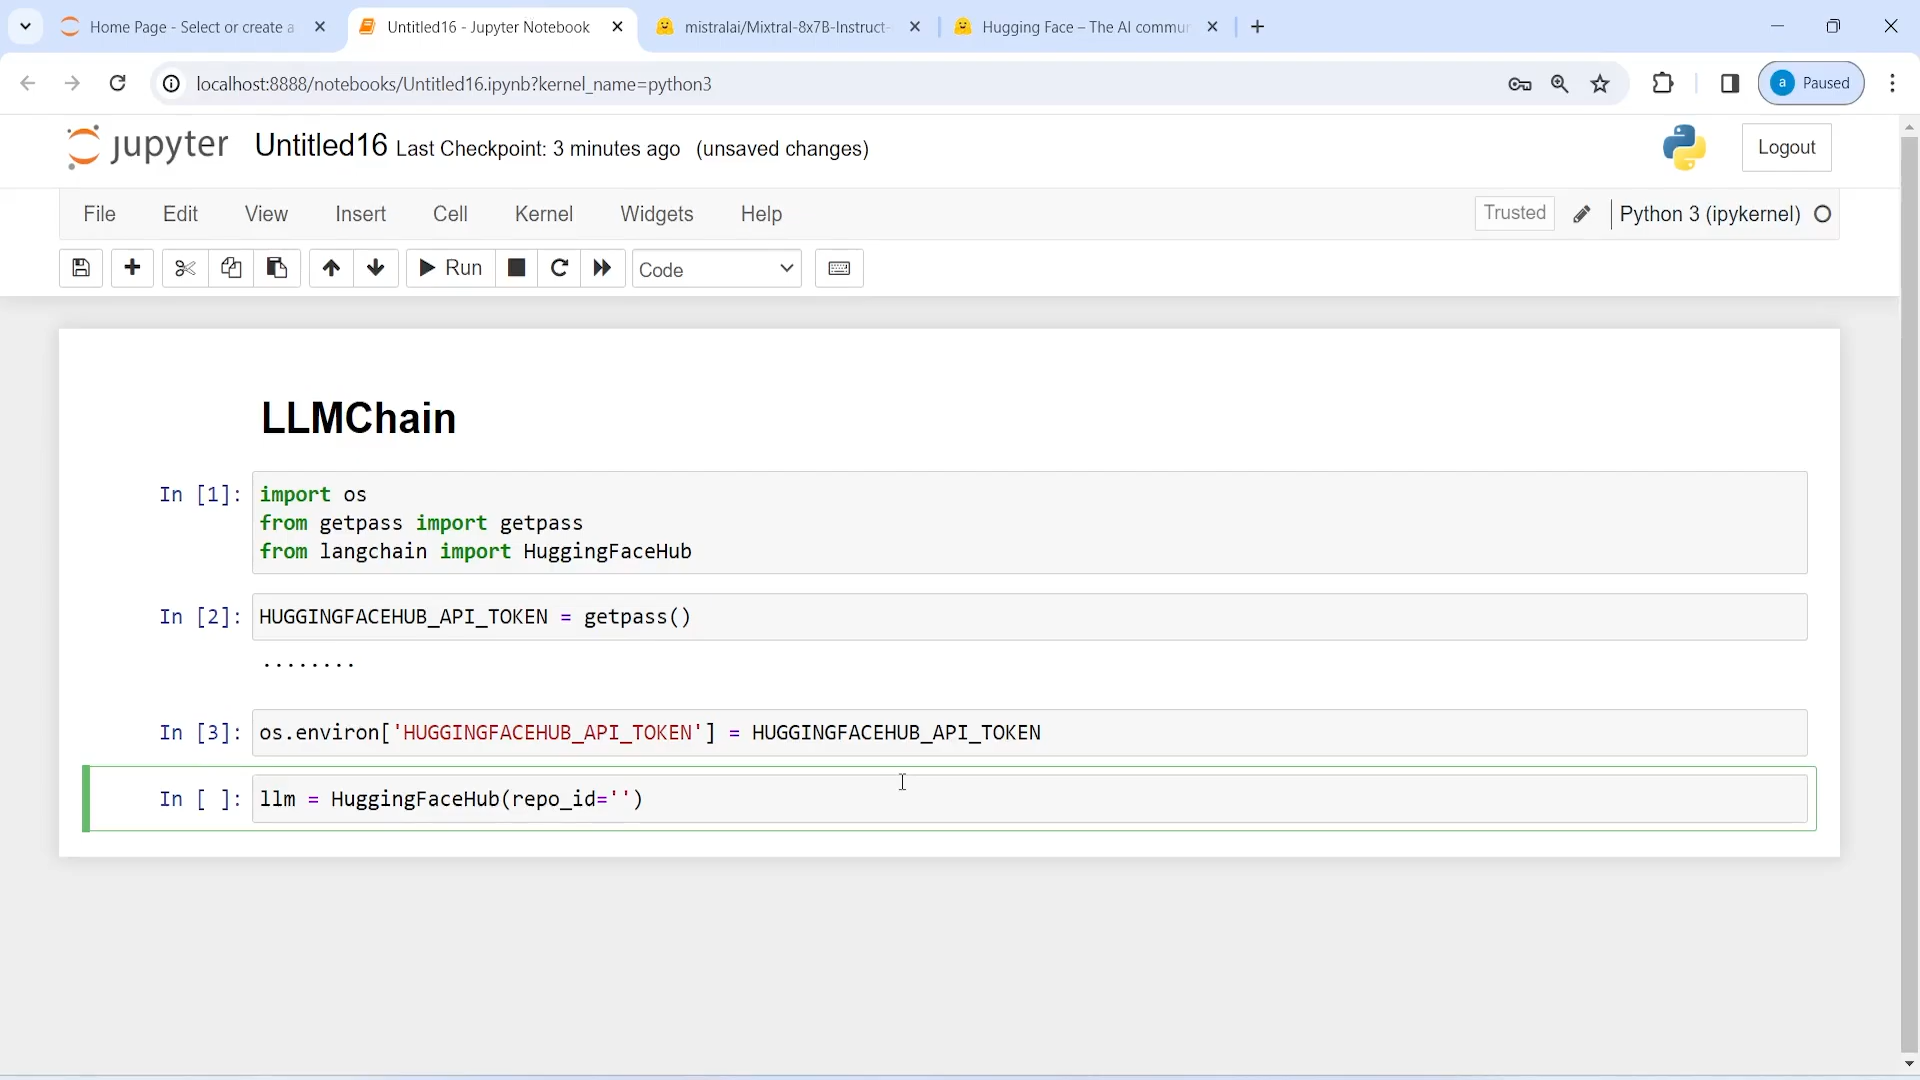 Home Page - Select or create a
Untitled16 - Jupyter Notebook
mistralai/Mixtral-8x7B-Instruct-
Hugging Face – The AI commun
localhost:8888/notebooks/Untitled16.ipynb?kernel_name=python3
a Paused
jupyter Untitled16 Last Checkpoint: 3 minutes ago (unsaved changes)
Logout
File Edit View Insert Cell Kernel Widgets Help
Trusted
Python 3 (ipykernel)
Run
Code
LLMChain
In [1]: import os
from getpass import getpass
from langchain import HuggingFaceHub
In [2]: HUGGINGFACEHUB_API_TOKEN = getpass()
········
In [3]: os.environ['HUGGINGFACEHUB_API_TOKEN'] = HUGGINGFACEHUB_API_TOKEN
In [ ]: llm = HuggingFaceHub(repo_id='')